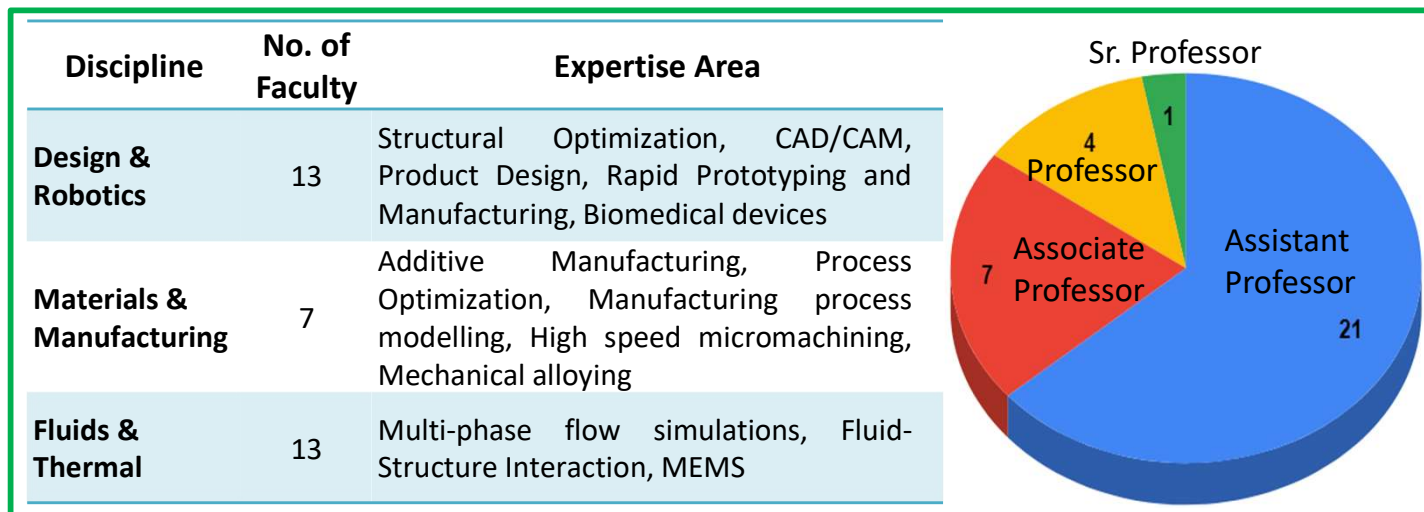 Discipline
No. of
Faculty
Expertise Area
Design &
Robotics
13
Structural Optimization, CAD/CAM,
Product Design, Rapid Prototyping and
Manufacturing, Biomedical devices
Materials &
Manufacturing
7
Additive Manufacturing, Process
Optimization, Manufacturing process
modelling, High speed micromachining,
Mechanical alloying
Fluids &
Thermal
13
Multi-phase flow simulations, Fluid-
Structure Interaction, MEMS
Sr. Professor
1
4
Professor
Associate
7
Professor
Assistant
Professor
21